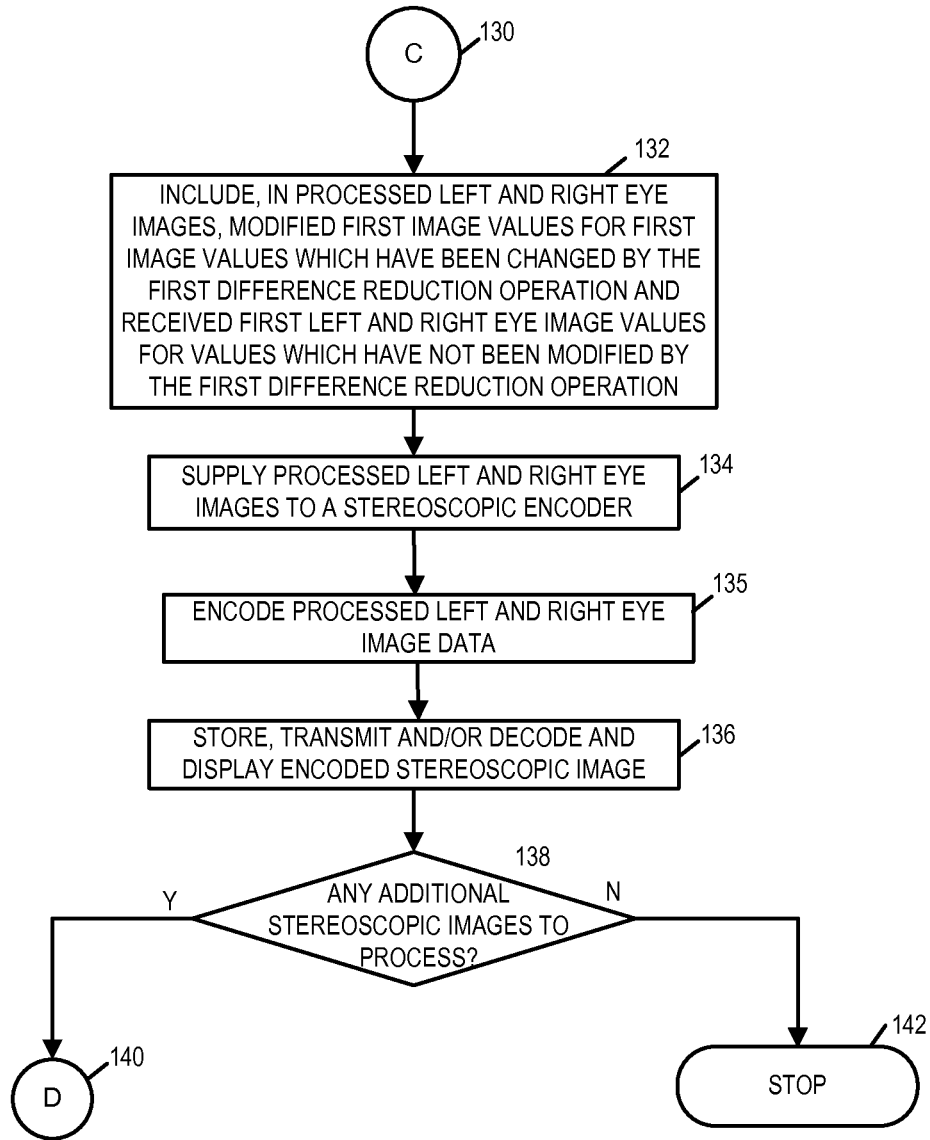 C
130
132
INCLUDE, IN PROCESSED LEFT AND RIGHT EYE
IMAGES, MODIFIED FIRST IMAGE VALUES FOR FIRST
IMAGE VALUES WHICH HAVE BEEN CHANGED BY THE
FIRST DIFFERENCE REDUCTION OPERATION AND
RECEIVED FIRST LEFT AND RIGHT EYE IMAGE VALUES
FOR VALUES WHICH HAVE NOT BEEN MODIFIED BY
THE FIRST DIFFERENCE REDUCTION OPERATION
134
SUPPLY PROCESSED LEFT AND RIGHT EYE
IMAGES TO A STEREOSCOPIC ENCODER
135
ENCODE PROCESSED LEFT AND RIGHT EYE
IMAGE DATA
136
STORE, TRANSMIT AND/OR DECODE AND
DISPLAY ENCODED STEREOSCOPIC IMAGE
138
Y
N
ANY ADDITIONAL
STEREOSCOPIC IMAGES TO
PROCESS?
140
D
142
STOP